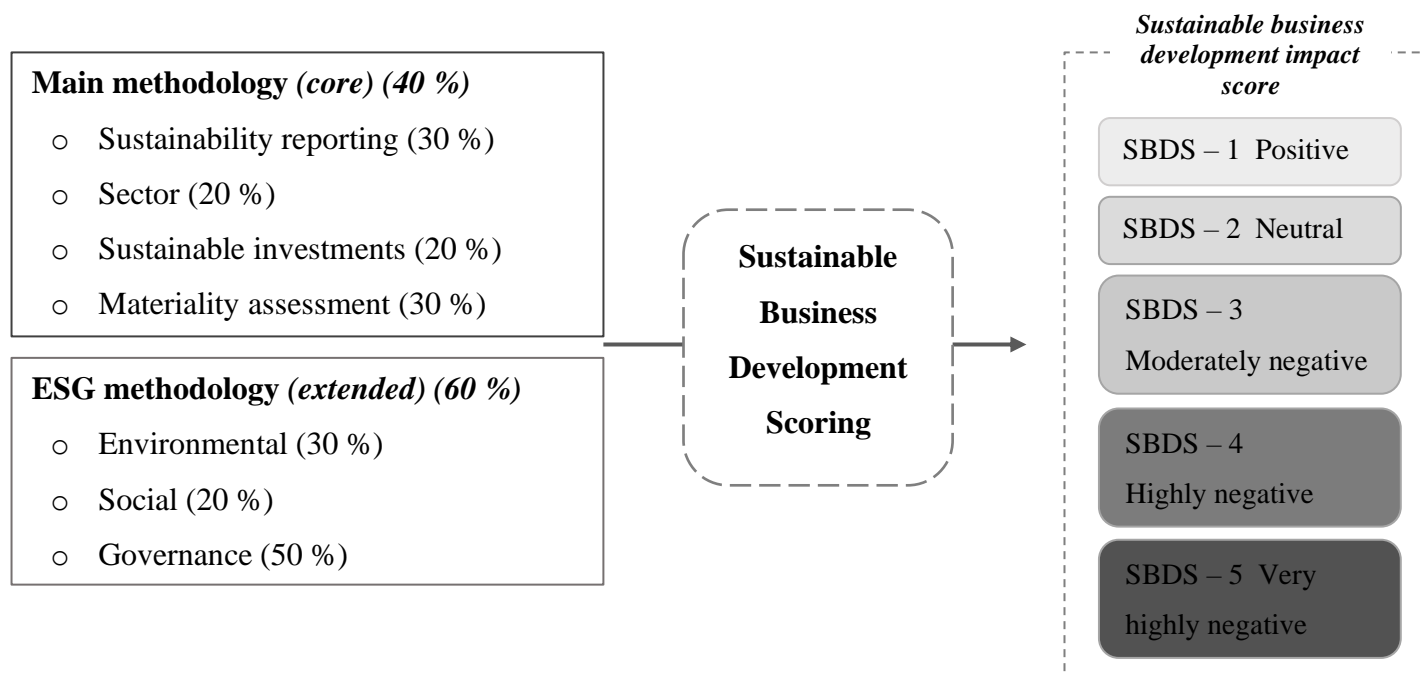 Main methodology (core) (40 %)
o Sustainability reporting (30 %)
o Sector (20 %)
o Sustainable investments (20 %)
o Materiality assessment (30 %)
ESG methodology (extended) (60 %)
o Environmental (30 %)
o Social (20 %)
o Governance (50 %)
Sustainable
Business
Development
Scoring
Sustainable business
development impact
score
SBDS – 1 Positive
SBDS – 2 Neutral
SBDS – 3
Moderately negative
SBDS – 4
Highly negative
SBDS – 5 Very
highly negative